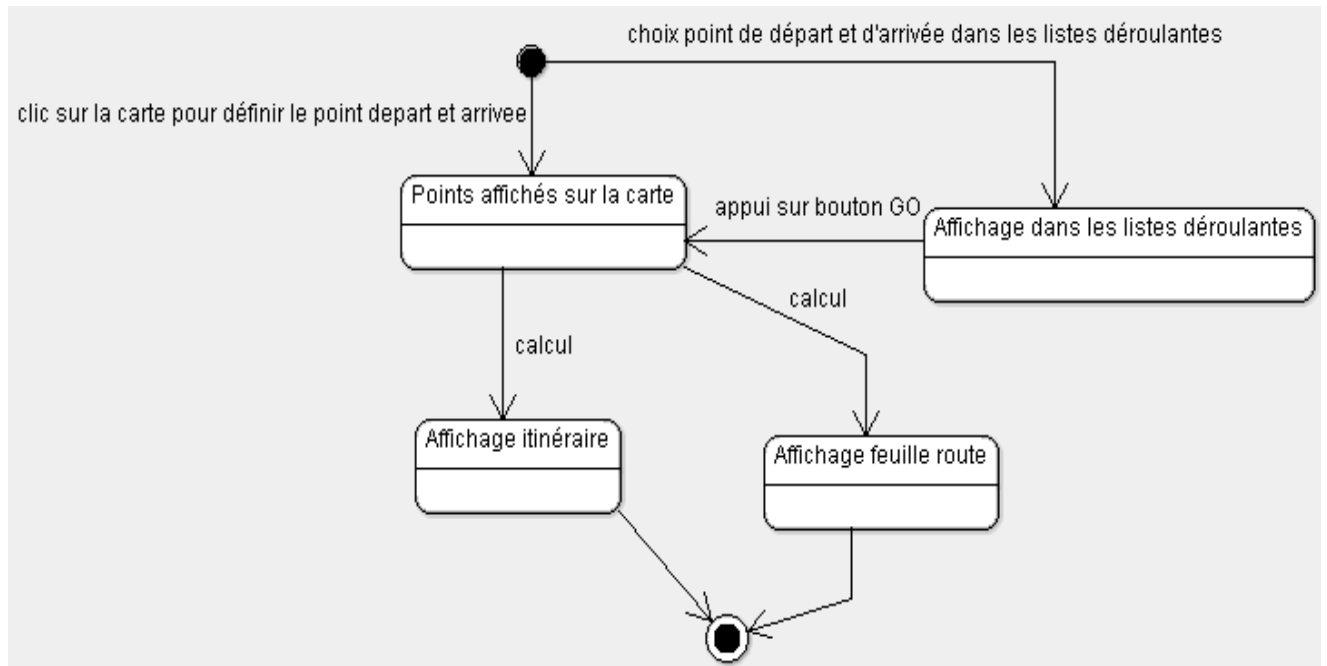 choix point de départ et d'arrivée dans les listes déroulantes
clic sur la carte pour définir le point depart et arrivee
Points affichés sur la carte
appui sur bouton GO
Affichage dans les listes déroulantes
calcul
calcul
Affichage itinéraire
Affichage feuille route